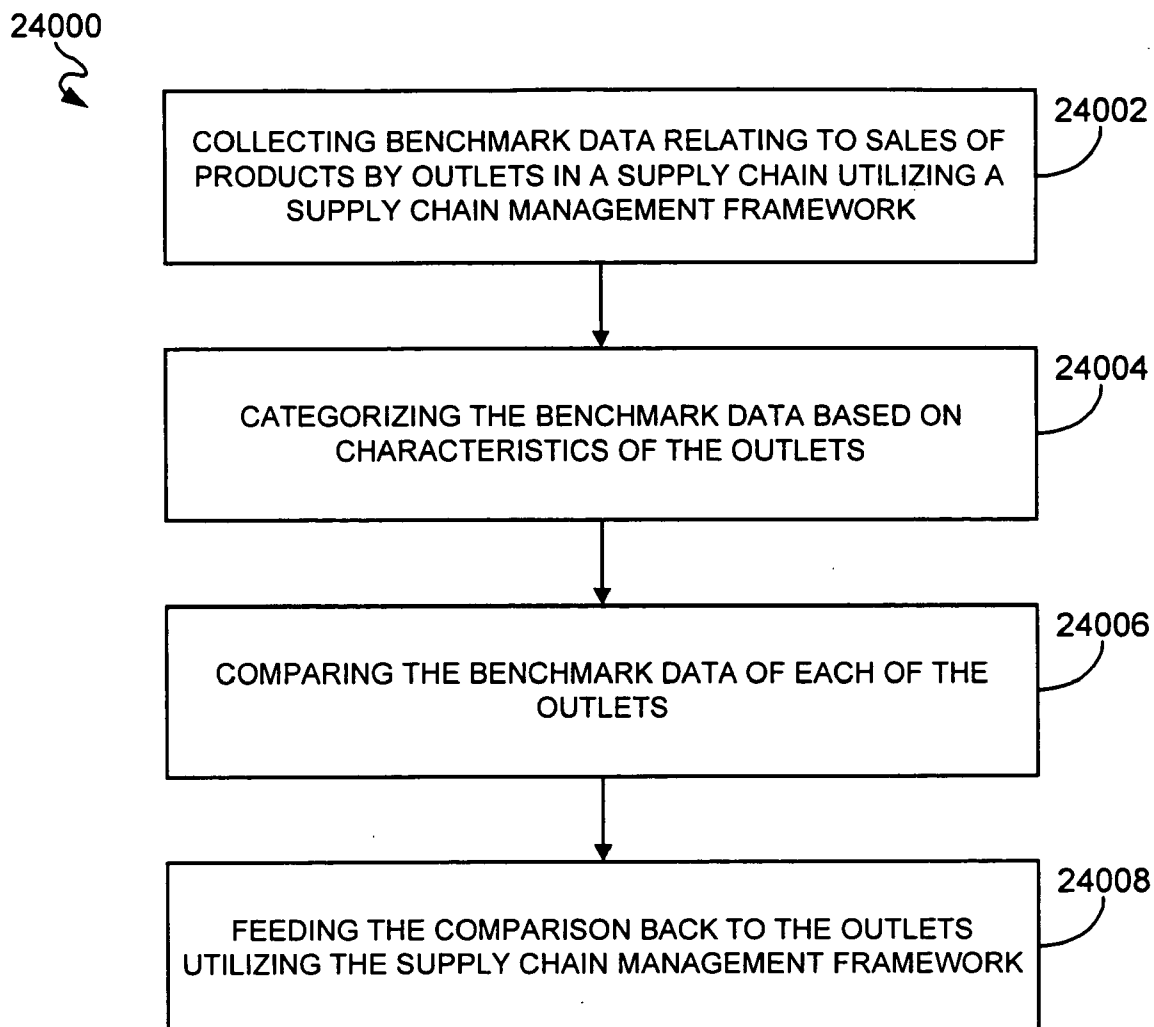 24000
24002
COLLECTING BENCHMARK DATA RELATING TO SALES OF
PRODUCTS BY OUTLETS IN A SUPPLY CHAIN UTILIZING A
SUPPLY CHAIN MANAGEMENT FRAMEWORK
24004
CATEGORIZING THE BENCHMARK DATA BASED ON
CHARACTERISTICS OF THE OUTLETS
24006
COMPARING THE BENCHMARK DATA OF EACH OF THE
OUTLETS
24008
FEEDING THE COMPARISON BACK TO THE OUTLETS
UTILIZING THE SUPPLY CHAIN MANAGEMENT FRAMEWORK